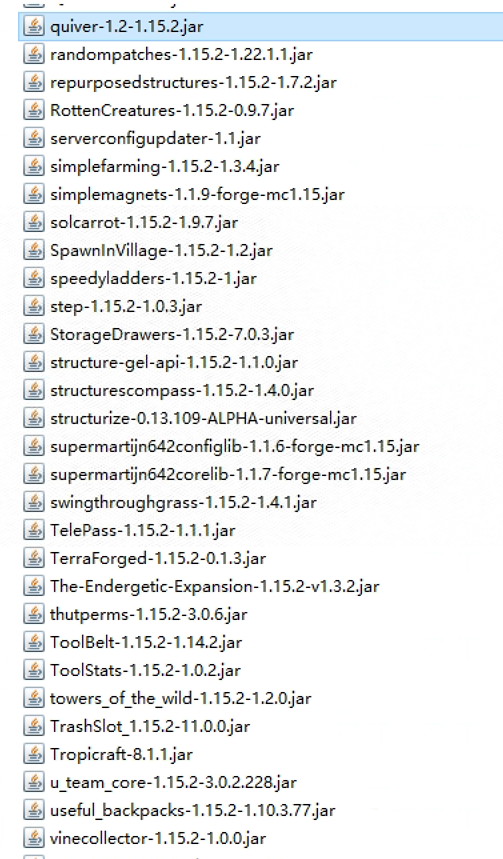 quiver-1.2-1.15.2.jar
randompatches-1.15.2-1.22.1.1.jar
repurposedstructures-1.15.2-1.7.2.jar
RottenCreatures-1.15.2-0.9.7.jar
serverconfigupdater-1.1.jar
simplefarming-1.15.2-1.3.4.jar
simplemagnets-1.1.9-forge-mc1.15.jar
solcarrot-1.15.2-1.9.7.jar
SpawnInVillage-1.15.2-1.2.jar
speedyladders-1.15.2-1.jar
step-1.15.2-1.0.3.jar
StorageDrawers-1.15.2-7.0.3.jar
structure-gel-api-1.15.2-1.1.0.jar
structurescompass-1.15.2-1.4.0.jar
structurize-0.13.109-ALPHA-universal.jar
supermartijn642configlib-1.1.6-forge-mc1.15.jar
supermartijn642corelib-1.1.7-forge-mc1.15.jar
swingthroughgrass-1.15.2-1.4.1.jar
TelePass-1.15.2-1.1.1.jar
TerraForged-1.15.2-0.1.3.jar
The-Endergetic-Expansion-1.15.2-v1.3.2.jar
thutperms-1.15.2-3.0.6.jar
ToolBelt-1.15.2-1.14.2.jar
ToolStats-1.15.2-1.0.2.jar
towers_of_the_wild-1.15.2-1.2.0.jar
TrashSlot_1.15.2-11.0.0.jar
Tropicraft-8.1.1.jar
u_team_core-1.15.2-3.0.2.228.jar
useful_backpacks-1.15.2-1.10.3.77.jar
vinecollector-1.15.2-1.0.0.jar